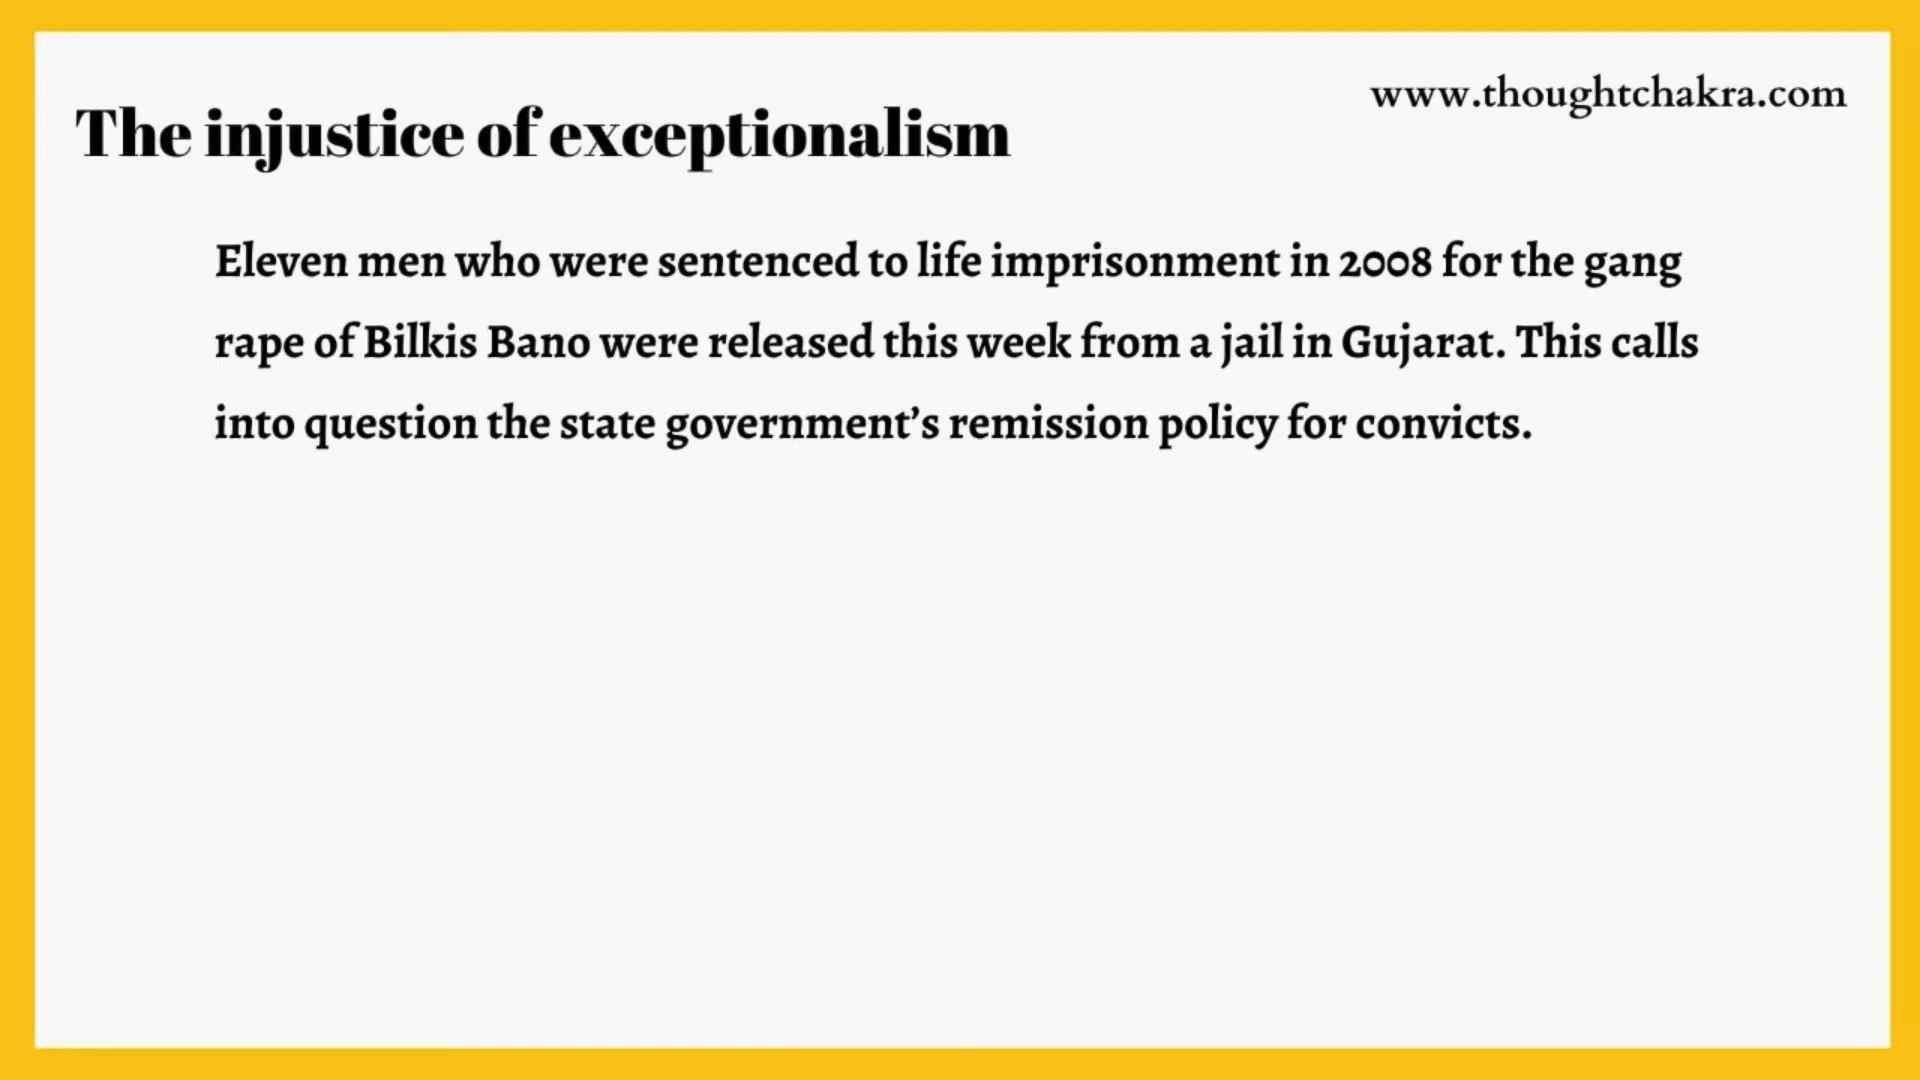 www.thoughtchakra.com
The injustice of exceptionalism
Eleven men who were sentenced to life imprisonment in 2008 for the gang
rape of Bilkis Bano were released this week from a jail in Gujarat. This calls
into question the state government’s remission policy for convicts.